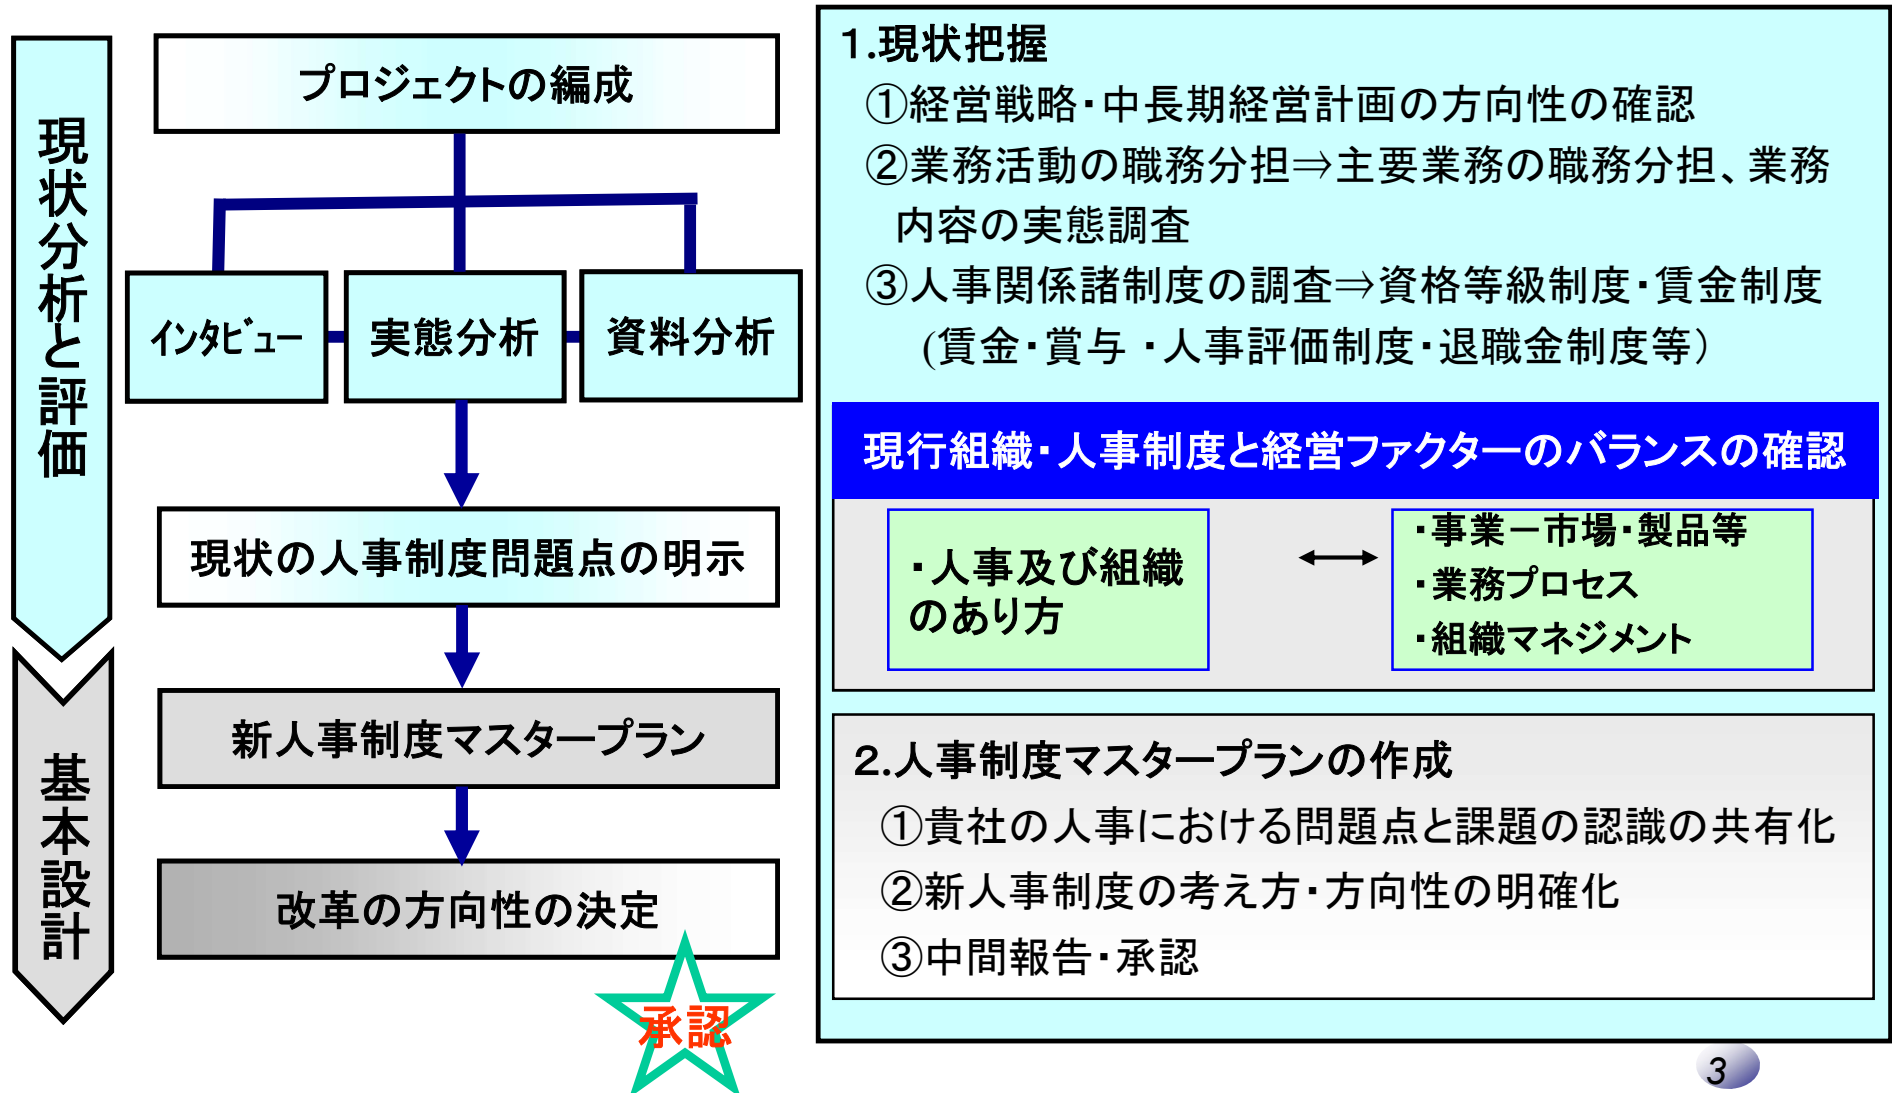 現状分析と評価
基本設計
プロジェクトの編成
インタビュー
実態分析
資料分析
現状の人事制度問題点の明示
新人事制度マスタープラン
改革の方向性の決定
承認
1.現状把握
①経営戦略・中長期経営計画の方向性の確認
②業務活動の職務分担⇒主要業務の職務分担、業務
内容の実態調査
③人事関係諸制度の調査⇒資格等級制度・賃金制度
(賃金・賞与 ・人事評価制度・退職金制度等）
現行組織・人事制度と経営ファクターのバランスの確認
・人事及び組織
のあり方
・事業－市場・製品等
・業務プロセス
・組織マネジメント
2.人事制度マスタープランの作成
①貴社の人事における問題点と課題の認識の共有化
②新人事制度の考え方・方向性の明確化
③中間報告・承認
3